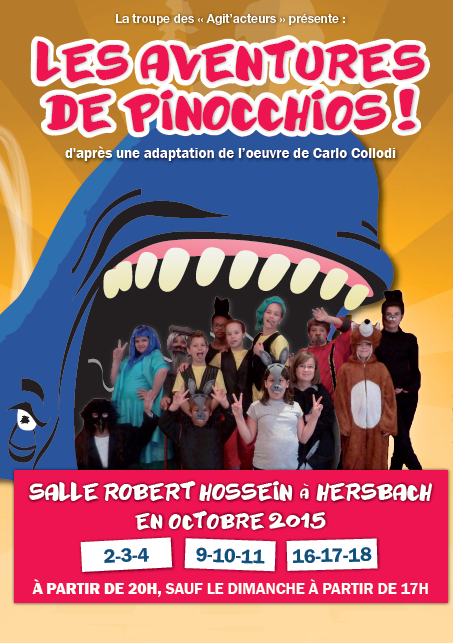 La troupe des « Agit'acteurs » présente :
LES AVENTURES
DE PINOCCHIOS !
d'après une adaptation de l'oeuvre de Carlo Collodi
SALLE ROBERT HOSSEIN à HERSBACH
EN OCTOBRE 2015
2-3-4 9-10-11 16-17-18
À PARTIR DE 20H, SAUF LE DIMANCHE À PARTIR DE 17H